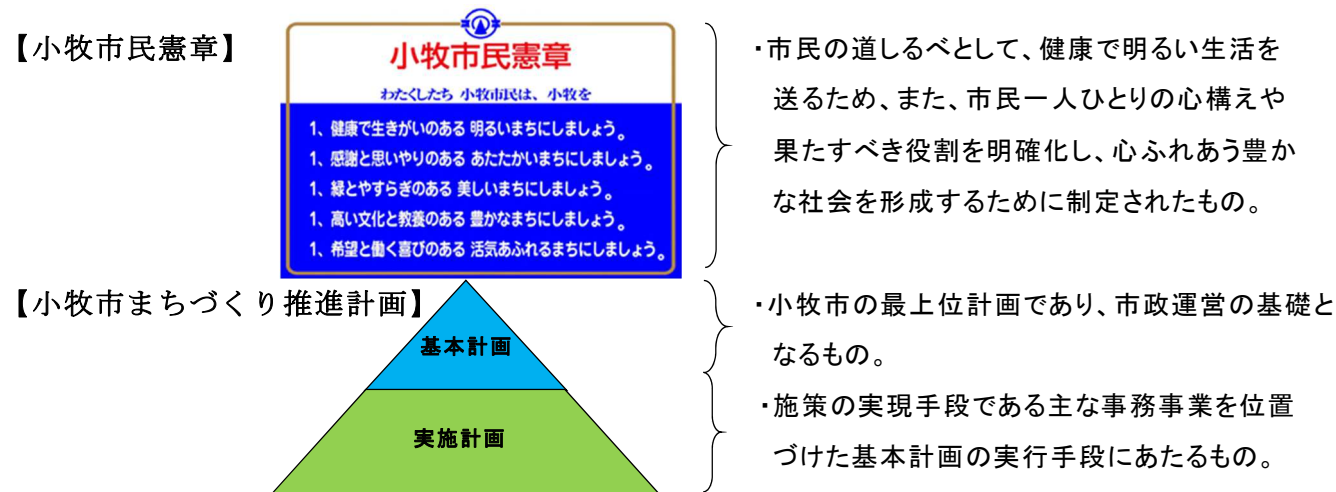 【小牧市民憲章】
小牧市民憲章
わたくしたち 小牧市民は、小牧を
1、健康で生きがいのある 明るいまちにしましょう。
1、感謝と思いやりのある あたたかいまちにしましょう。
1、緑とやすらぎのある 美しいまちにしましょう。
1、高い文化と教養のある 豊かなまちにしましょう。
1、希望と働く喜びのある 活気あふれるまちにしましょう。
・市民の道しるべとして、健康で明るい生活を
送るため、また、市民一人ひとりの心構えや
果たすべき役割を明確化し、心ふれあう豊か
な社会を形成するために制定されたもの。
【小牧市まちづくり推進計画】
基本計画
・小牧市の最上位計画であり、市政運営の基礎と
なるもの。
実施計画
・施策の実現手段である主な事務事業を位置
づけた基本計画の実行手段にあたるもの。